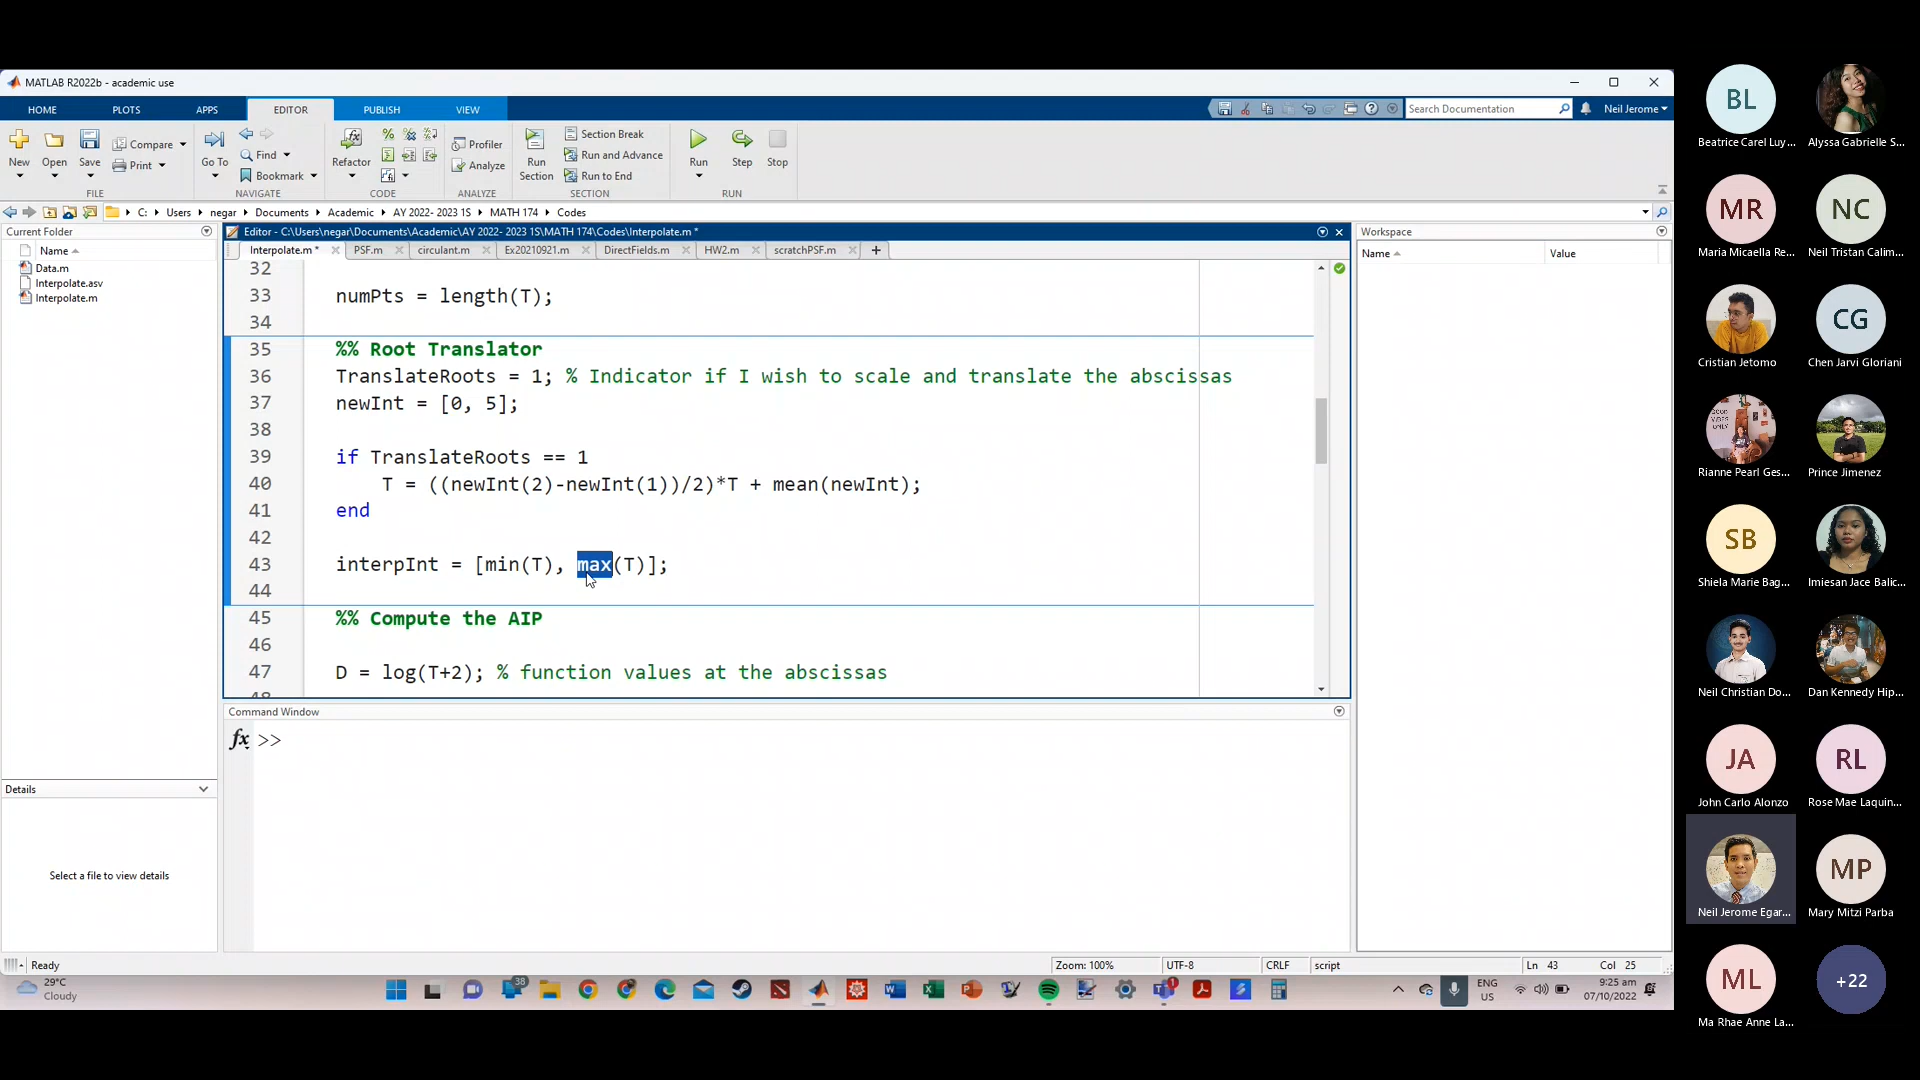 MATLAB R2022b - academic use
HOME PLOTS APPS EDITOR PUBLISH VIEW Search Documentation Neil Jerome
New Open Save Compare Print Go To Find Bookmark Refactor Profiler Analyze Run Section Section Break Run and Advance Run to End Run Step Stop
FILE NAVIGATE CODE ANALYZE SECTION RUN
C: Users negar Documents Academic AY 2022- 2023 1S MATH 174 Codes
Current Folder
Name
Data.m
Interpolate.asv
Interpolate.m
Details
Select a file to view details
Editor - C:\Users\negar\Documents\Academic\AY 2022- 2023 1S\MATH 174\Codes\Interpolate.m *
Interpolate.m * PSF.m circulant.m Ex20210921.m DirectFields.m HW2.m scratchPSF.m
32
33 numPts = length(T);
34
35 %% Root Translator
36 TranslateRoots = 1; % Indicator if I wish to scale and translate the abscissas
37 newInt = [0, 5];
38
39 if TranslateRoots == 1
40 T = ((newInt(2)-newInt(1))/2)*T + mean(newInt);
41 end
42
43 interpInt = [min(T), max(T)];
44
45 %% Compute the AIP
46
47 D = log(T+2); % function values at the abscissas
Command Window
fx >>
Workspace
Name Value
Ready Zoom: 100% UTF-8 CRLF script Ln 43 Col 25
29°C
Cloudy
38
1
ENG
US
9:25 am
07/10/2022
BL
Beatrice Carel Luy...
Alyssa Gabrielle S...
MR
Maria Micaella Re...
NC
Neil Tristan Calim...
Cristian Jetomo
CG
Chen Jarvi Gloriani
Rianne Pearl Ges...
Prince Jimenez
SB
Shiela Marie Bag...
Imiesan Jace Balic...
Neil Christian Do...
Dan Kennedy Hip...
JA
John Carlo Alonzo
RL
Rose Mae Laquin...
Neil Jerome Egar...
MP
Mary Mitzi Parba
ML
Ma Rhae Anne La...
+22